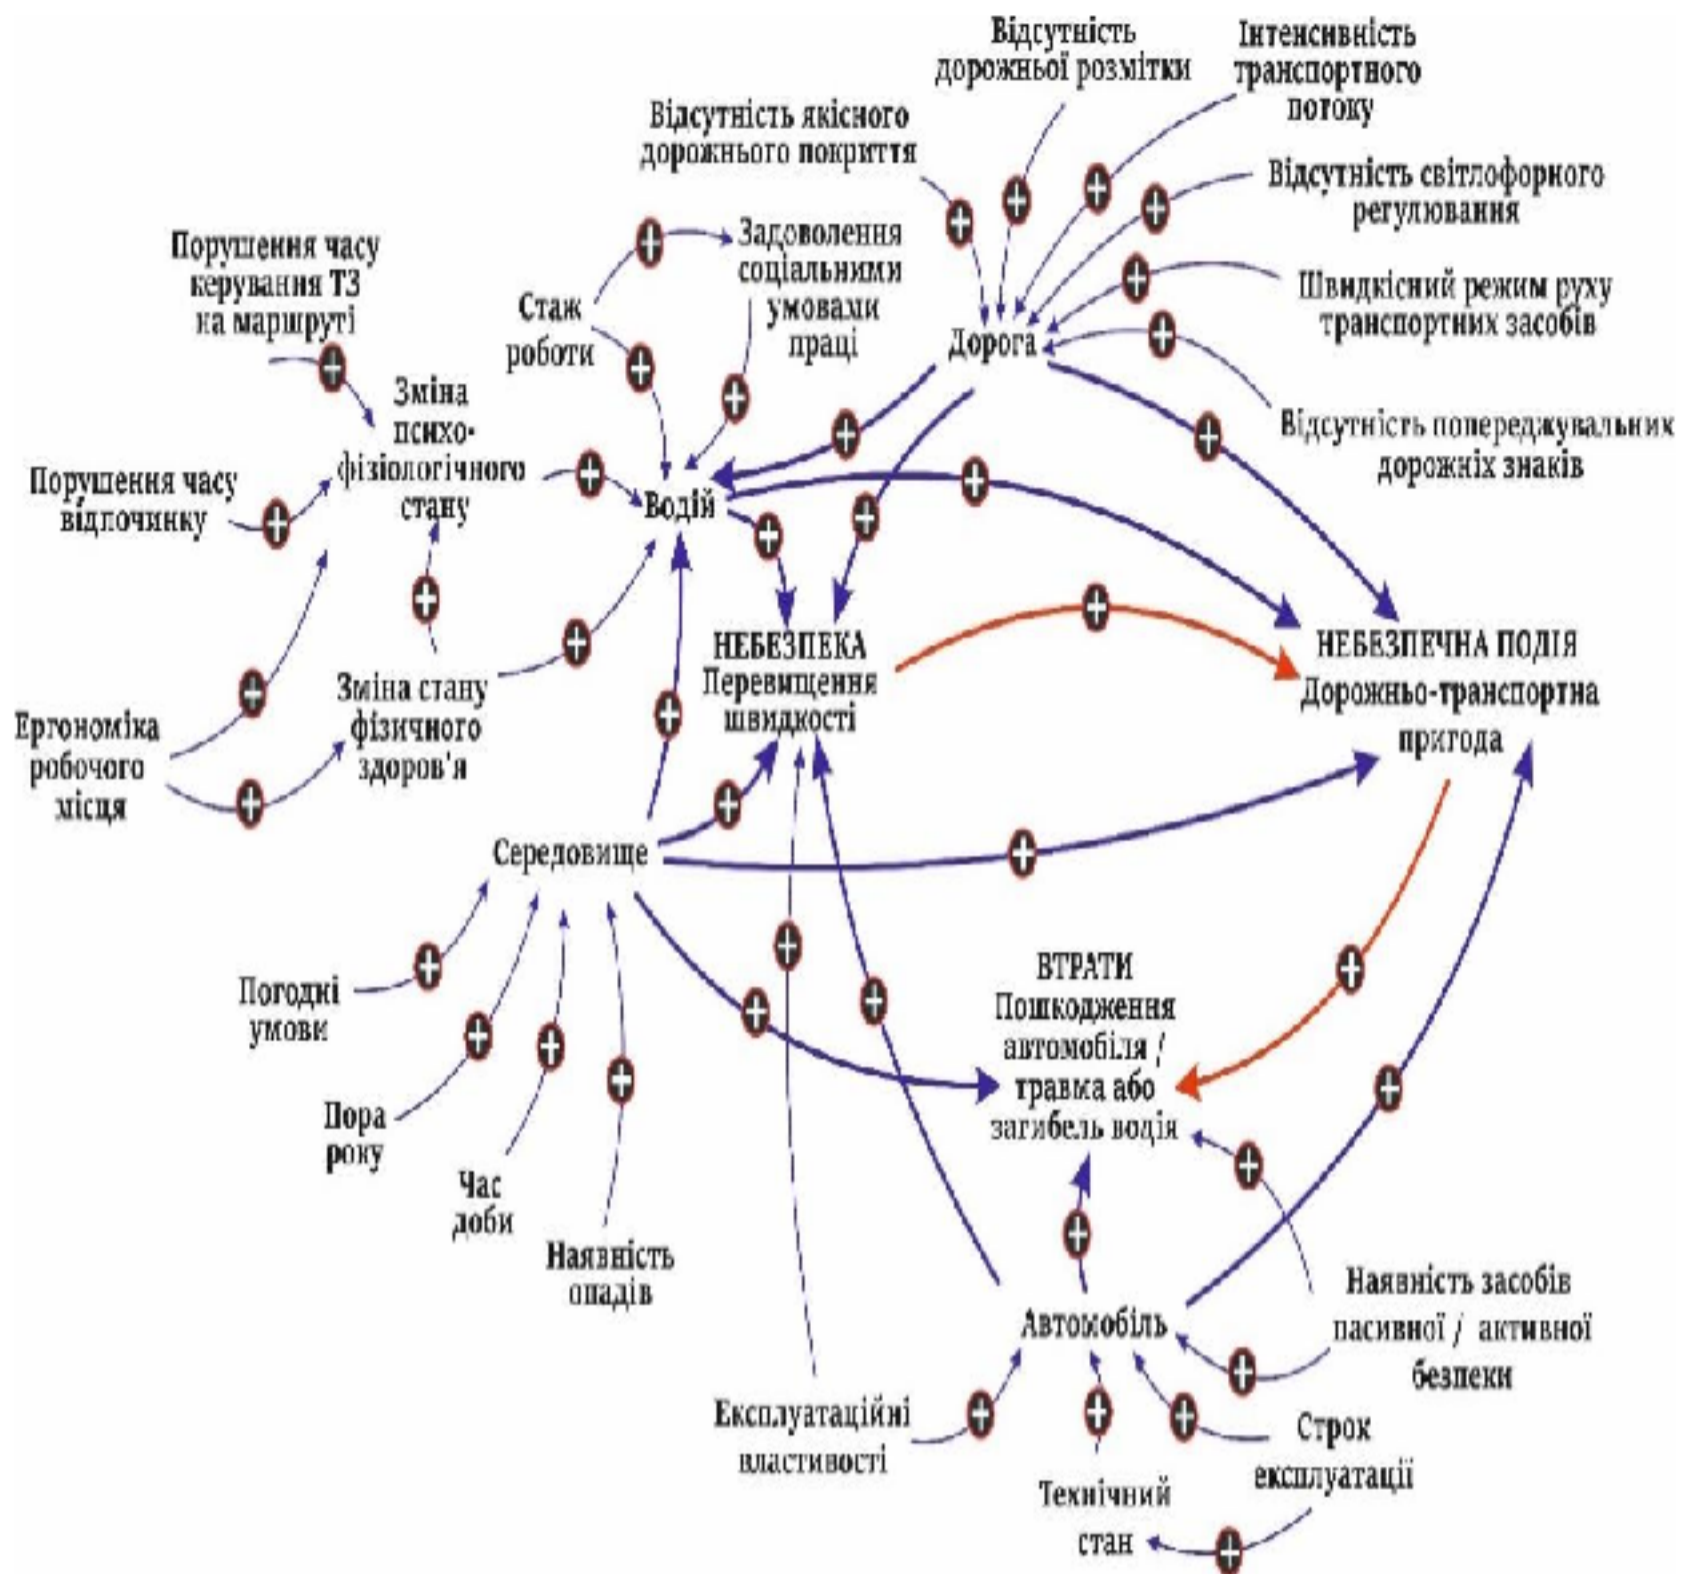 Відсутність
дорожньої розмітки
Інтенсивність
транспортного
потоку
Відсутність якісного
дорожнього покриття
Відсутність світлофорного
регулювання
Порушення часу
керування ТЗ
на маршруті
Стаж
роботи
Задоволення
соціальними
умовами
праці
Дорога
Швидкісний режим руху
транспортних засобів
Зміна
психо-
фізіологічного
стану
Відсутність попереджувальних
дорожніх знаків
Порушення часу
відпочинку
Водій
НЕБЕЗПЕКА
Перевищення
швидкості
НЕБЕЗПЕЧНА ПОДІЯ
Дорожньо-транспортна
пригода
Ергономіка
робочого
місця
Зміна стану
фізичного
здоров'я
Середовище
Погодні
умови
Пора
року
Час
доби
Наявність
опадів
ВТРАТИ
Пошкодження
автомобіля /
травма або
загибель водія
Автомобіль
Наявність засобів
пасивної / активної
безпеки
Експлуатаційні
властивості
Технічний
стан
Строк
експлуатації